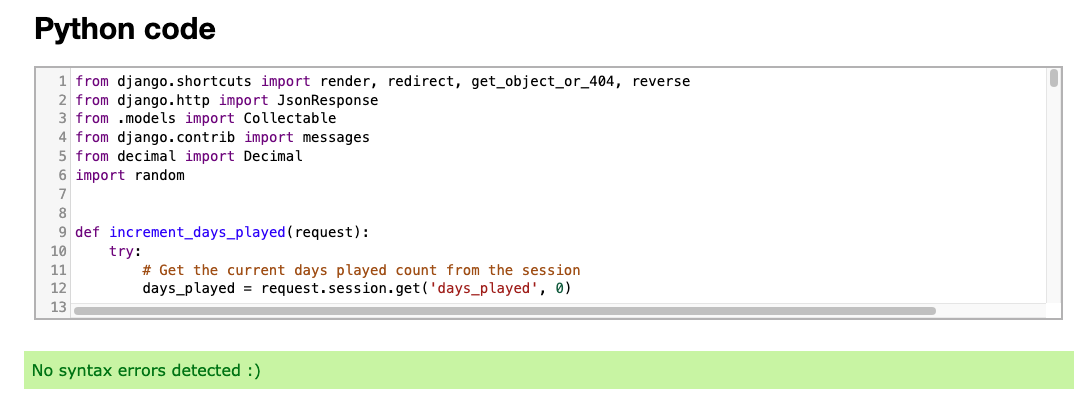 Python code
1 from django.shortcuts import render, redirect, get_object_or_404, reverse
2 from django.http import JsonResponse
3 from .models import Collectable
4 from django.contrib import messages
5 from decimal import Decimal
6 import random
7
8
9 def increment_days_played(request):
10     try:
11         # Get the current days played count from the session
12         days_played = request.session.get('days_played', 0)
13
No syntax errors detected :)